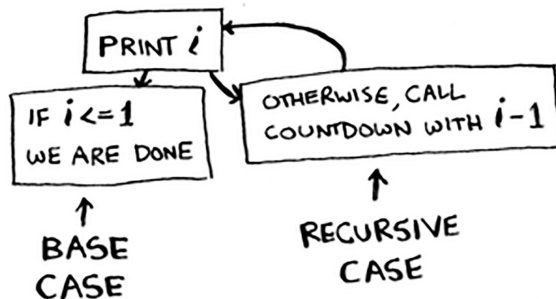 PRINT i
IF i<=1
WE ARE DONE
OTHERWISE, CALL
COUNTDOWN WITH i-1
BASE
CASE
RECURSIVE
CASE